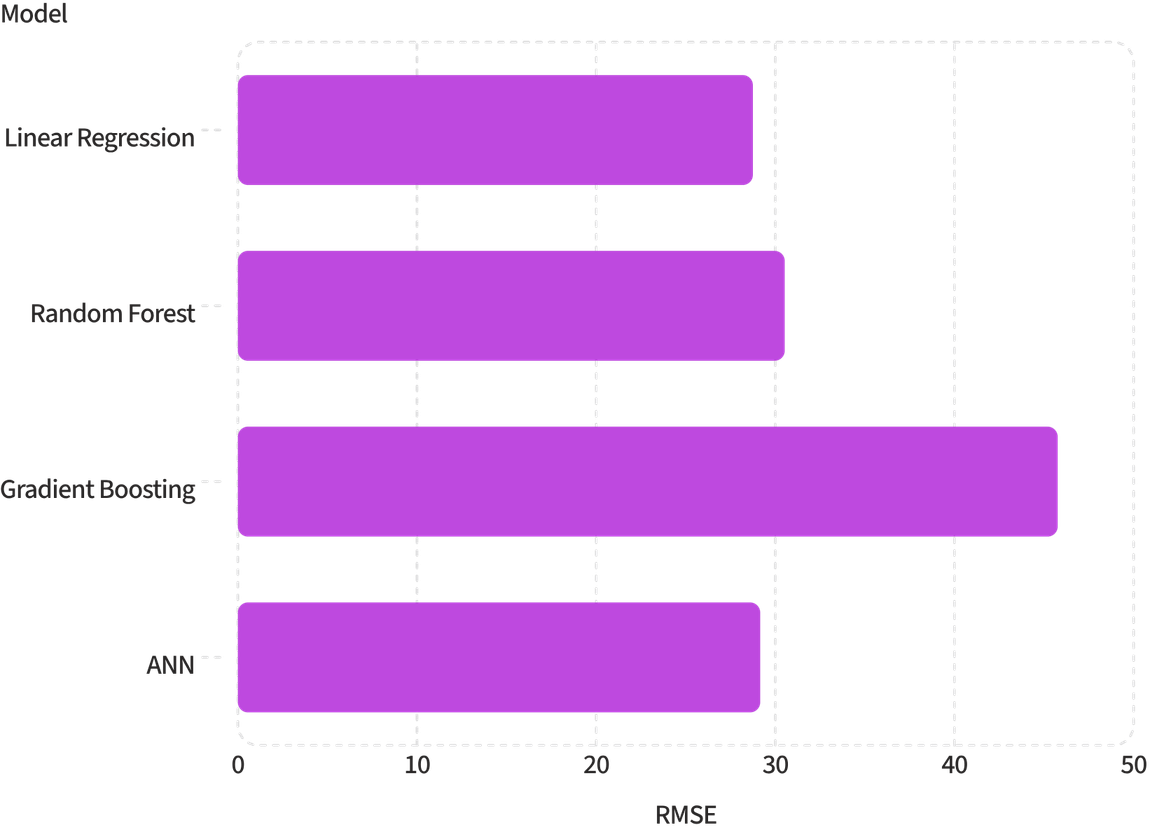 Model
Linear Regression
Random Forest
Gradient Boosting
ANN
0 10 20 30 40 50
RMSE